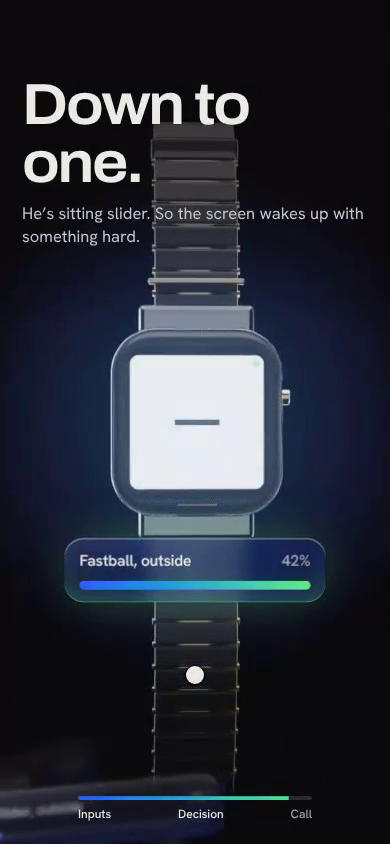 Down to
one.
He’s sitting slider. So the screen wakes up with
something hard.
Fastball, outside 42%
Inputs Decision Call